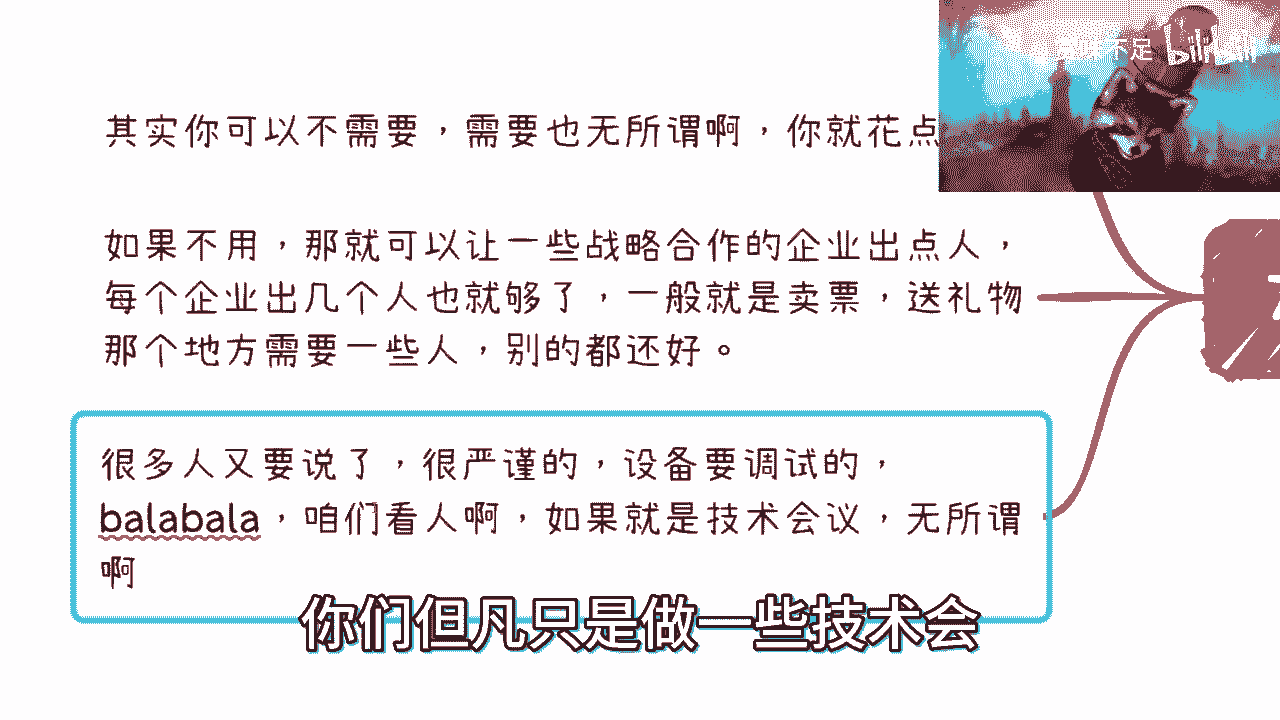 不足 bilibili
其实你可以不需要，需要也无所谓啊，你就花点
如果不用，那就可以让一些战略合作的企业出点人，
每个企业出几个人也就够了，一般就是卖票，送礼物
那个地方需要一些人，别的都还好。
很多人又要说了，很严谨的，设备要调试的，
balabala，咱们看人啊，如果就是技术会议，无所谓
啊
你们但凡只是做一些技术会